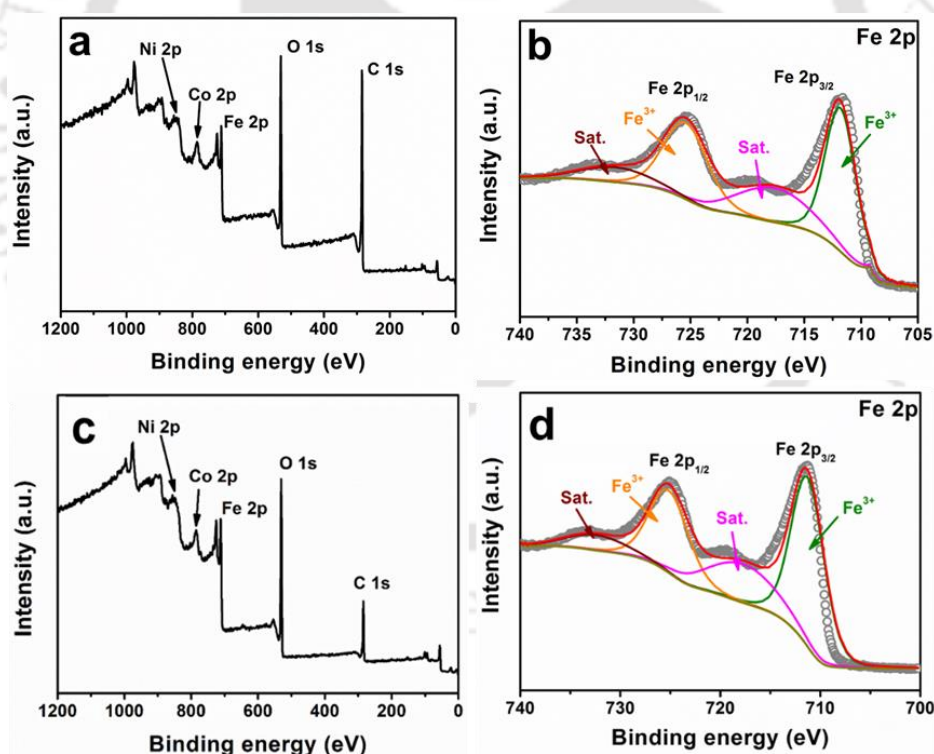 a
Ni 2p
Co 2p
Fe 2p
O 1s
C 1s
Intensity (a.u.)
1200 1000 800 600 400 200 0
Binding energy (eV)
b
Fe 2p
Fe 2p1/2
Fe 2p3/2
Fe3+
Fe3+
Sat.
Sat.
Intensity (a.u.)
740 735 730 725 720 715 710 705
Binding energy (eV)
c
Ni 2p
Co 2p
Fe 2p
O 1s
C 1s
Intensity (a.u.)
1200 1000 800 600 400 200 0
Binding energy (eV)
d
Fe 2p
Fe 2p1/2
Fe 2p3/2
Fe3+
Fe3+
Sat.
Sat.
Intensity (a.u.)
740 730 720 710 700
Binding energy (eV)